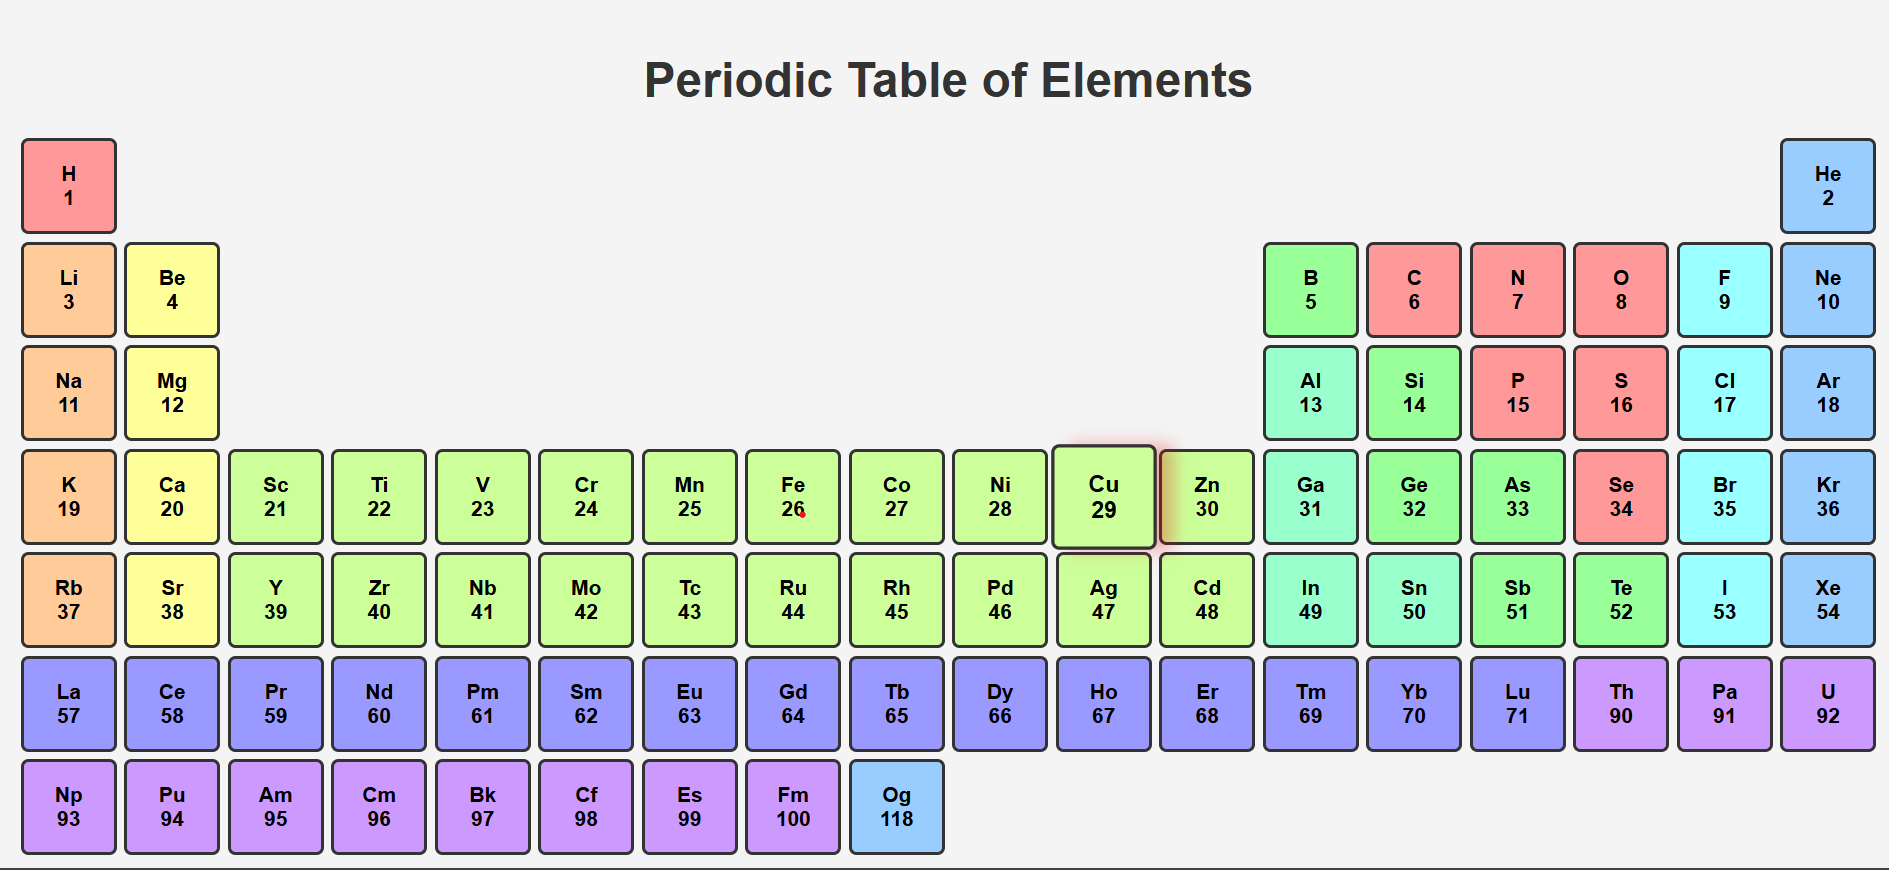 Periodic Table of Elements
H He
1 2
Li Be B C N O F Ne
3 4 5 6 7 8 9 10
Na Mg Al Si P S Cl Ar
11 12 13 14 15 16 17 18
K Ca Sc Ti V Cr Mn Fe Co Ni Cu Zn Ga Ge As Se Br Kr
19 20 21 22 23 24 25 26 27 28 29 30 31 32 33 34 35 36
Rb Sr Y Zr Nb Mo Tc Ru Rh Pd Ag Cd In Sn Sb Te I Xe
37 38 39 40 41 42 43 44 45 46 47 48 49 50 51 52 53 54
La Ce Pr Nd Pm Sm Eu Gd Tb Dy Ho Er Tm Yb Lu Th Pa U
57 58 59 60 61 62 63 64 65 66 67 68 69 70 71 90 91 92
Np Pu Am Cm Bk Cf Es Fm Og
93 94 95 96 97 98 99 100 118